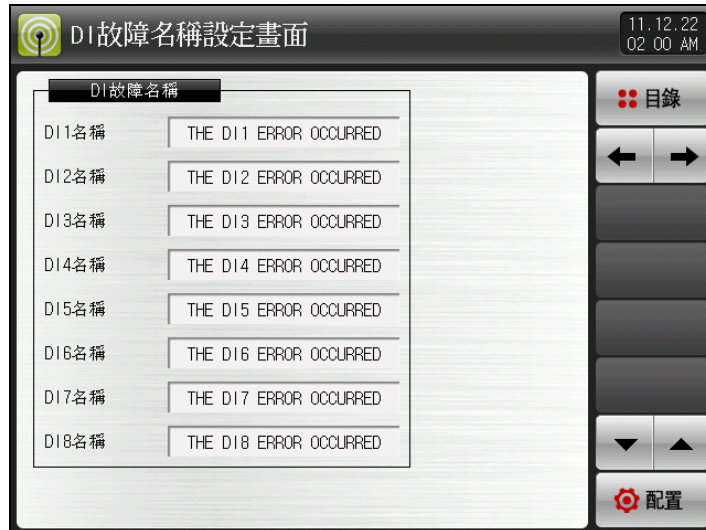 DI故障名稱設定畫面
11.12.22
02 00 AM
DI故障名稱
DI1名稱 THE DI1 ERROR OCCURRED
DI2名稱 THE DI2 ERROR OCCURRED
DI3名稱 THE DI3 ERROR OCCURRED
DI4名稱 THE DI4 ERROR OCCURRED
DI5名稱 THE DI5 ERROR OCCURRED
DI6名稱 THE DI6 ERROR OCCURRED
DI7名稱 THE DI7 ERROR OCCURRED
DI8名稱 THE DI8 ERROR OCCURRED
目錄
配置